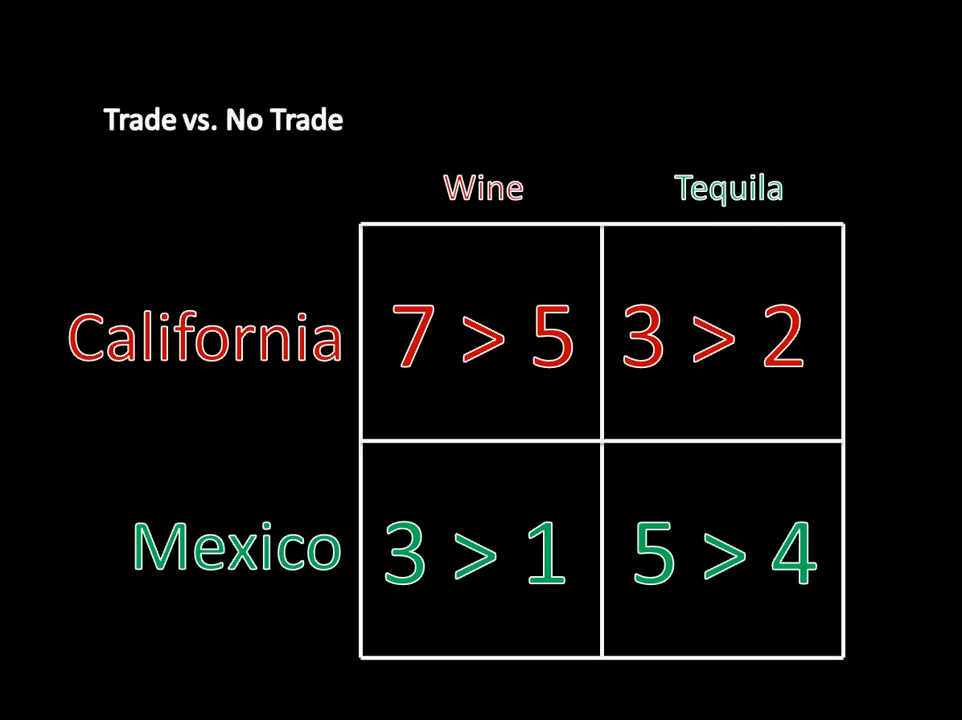 Trade vs. No Trade
Wine Tequila
California 7 > 5 3 > 2
Mexico 3 > 1 5 > 4